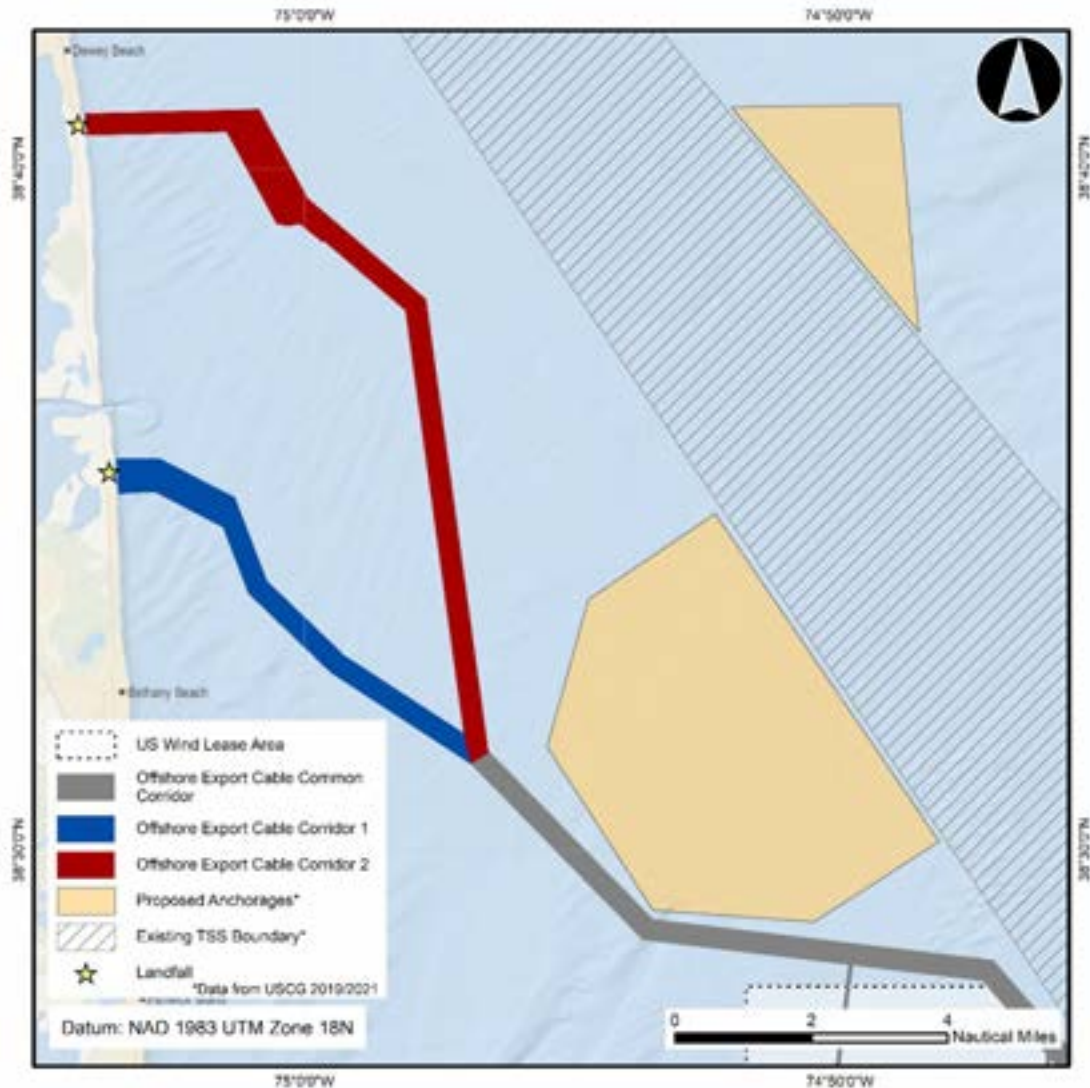 75°0'0"W
74°50'0"W
Dewey Beach
38°40'0"N
38°40'0"N
Bethany Beach
US Wind Lease Area
Offshore Export Cable Common
Corridor
Offshore Export Cable Corridor 1
Offshore Export Cable Corridor 2
38°30'0"N
38°30'0"N
Proposed Anchorages*
Existing TSS Boundary*
Landfall
*Data from USCG 2019/2021
Datum: NAD 1983 UTM Zone 18N
0 2 4
Nautical Miles
75°0'0"W
74°50'0"W